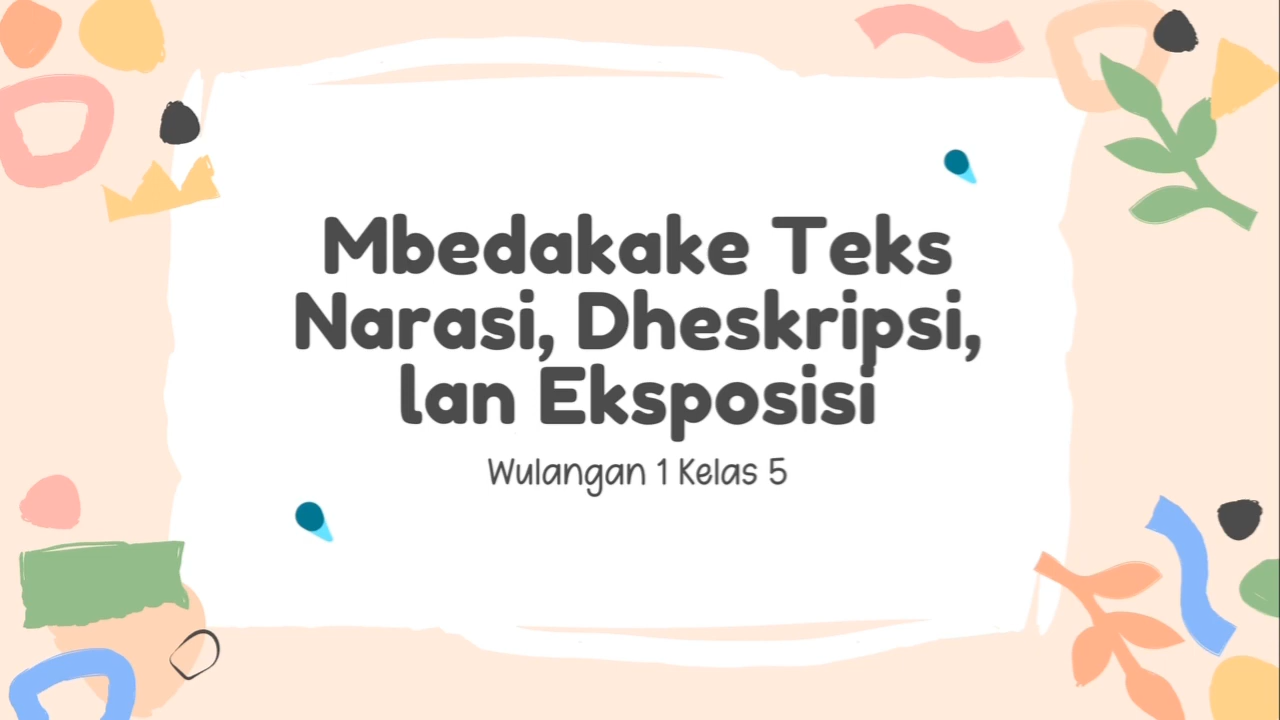 Mbedakake Teks
Narasi, Dheskripsi,
lan Eksposisi
Wulangan 1 Kelas 5